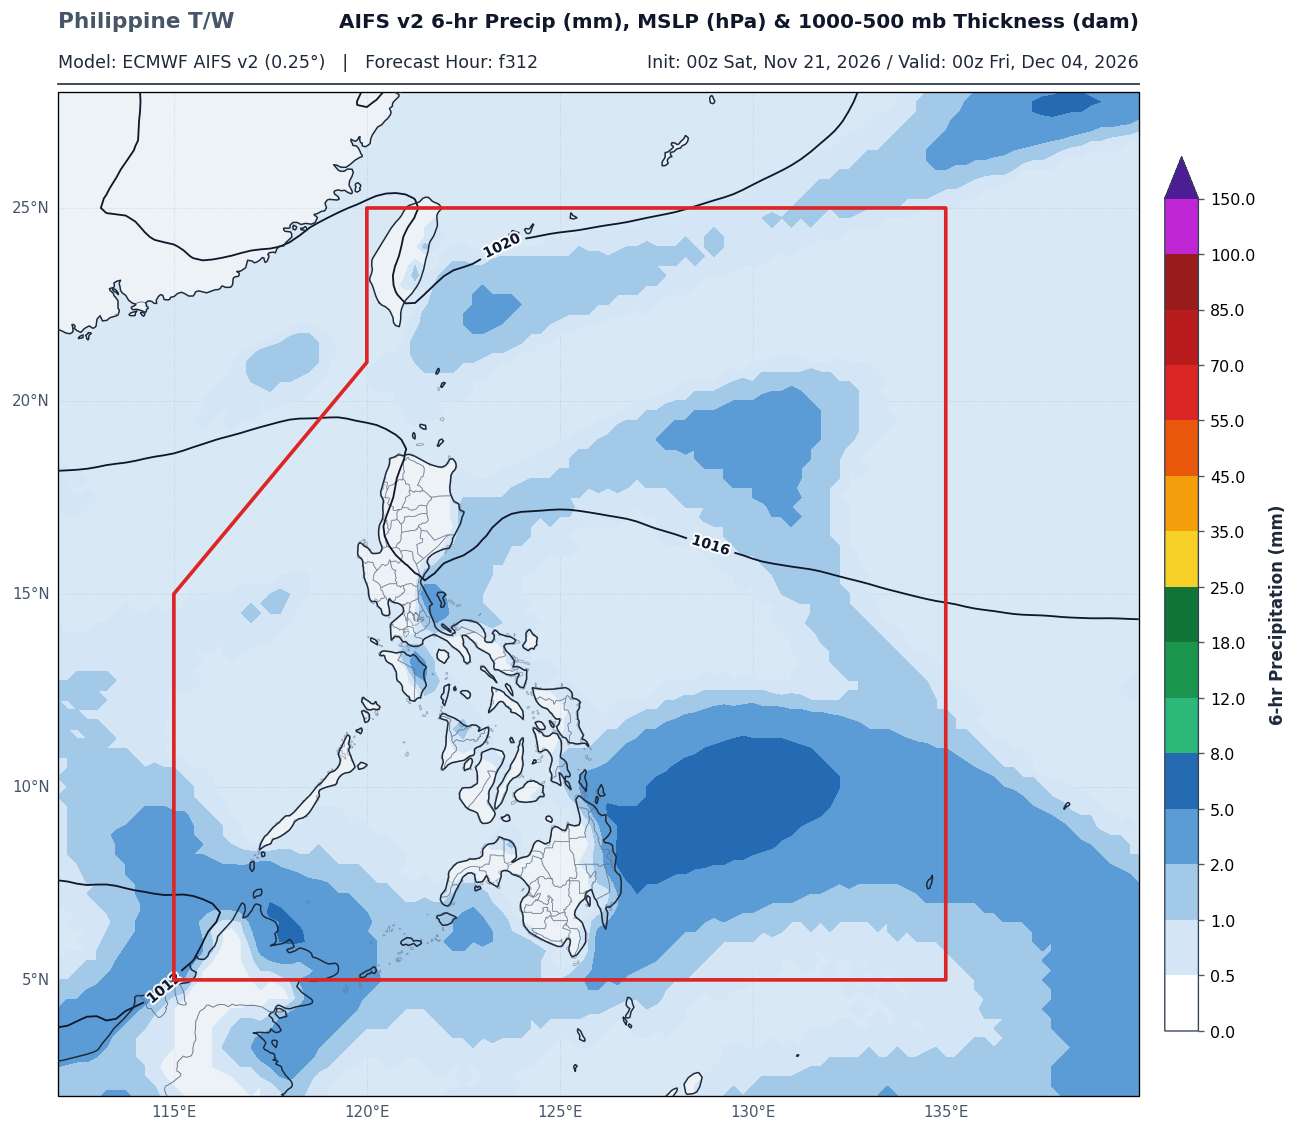 Philippine T/W
AIFS v2 6-hr Precip (mm), MSLP (hPa) & 1000-500 mb Thickness (dam)
Model: ECMWF AIFS v2 (0.25°) | Forecast Hour: f312
Init: 00z Sat, Nov 21, 2026 / Valid: 00z Fri, Dec 04, 2026
25°N
20°N
15°N
10°N
5°N
1020
1016
1012
115°E
120°E
125°E
130°E
135°E
150.0
100.0
85.0
70.0
55.0
45.0
35.0
25.0
18.0
12.0
8.0
5.0
2.0
1.0
0.5
0.0
6-hr Precipitation (mm)